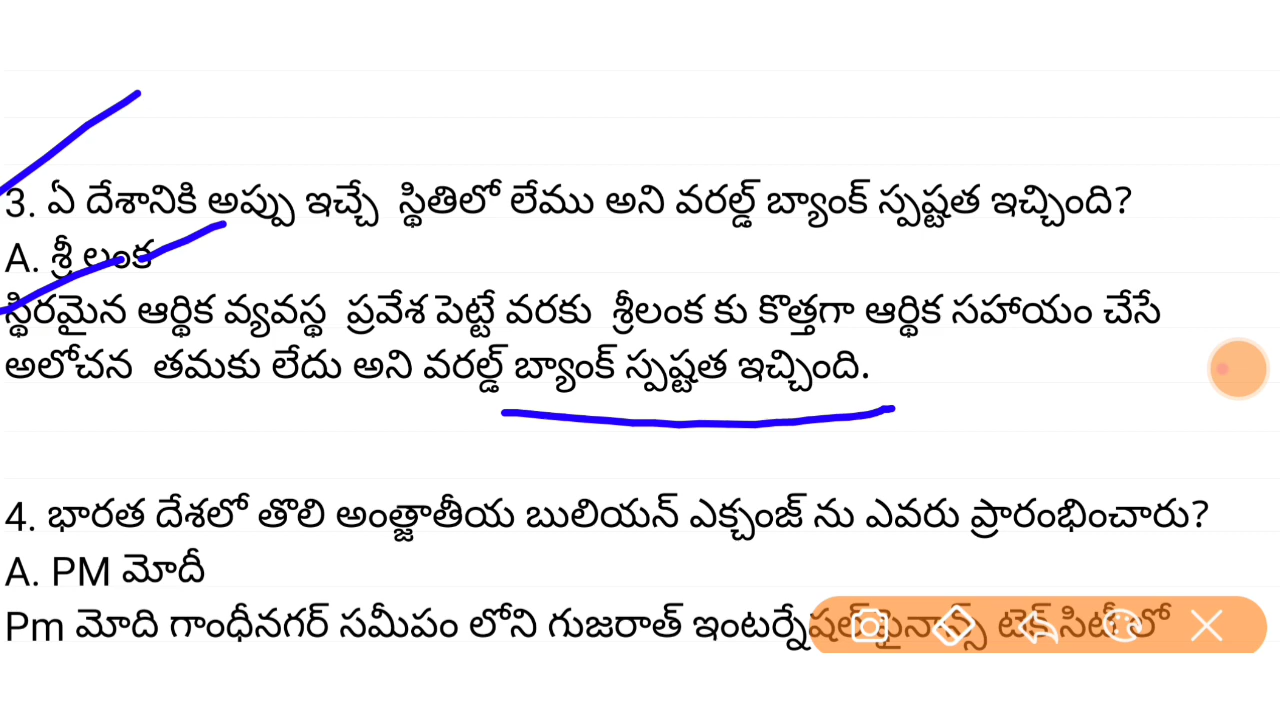 3. ఏ దేశానికి అప్పు ఇచ్చే స్థితిలో లేము అని వరల్డ్ బ్యాంక్ స్పష్టత ఇచ్చింది?
A. శ్రీ లంక
స్థిరమైన ఆర్థిక వ్యవస్థ ప్రవేశ పెట్టే వరకు శ్రీలంక కు కొత్తగా ఆర్థిక సహాయం చేసే
అలోచన తమకు లేదు అని వరల్డ్ బ్యాంక్ స్పష్టత ఇచ్చింది.
4. భారత దేశలో తొలి అంత్జాతీయ బులియన్ ఎక్చంజ్ ను ఎవరు ప్రారంభించారు?
A. PM మోదీ
Pm మోది గాంధీనగర్ సమీపం లోని గుజరాత్ ఇంటర్నేషల్ ఫైనాన్స్ టెక్ సిటీ లో